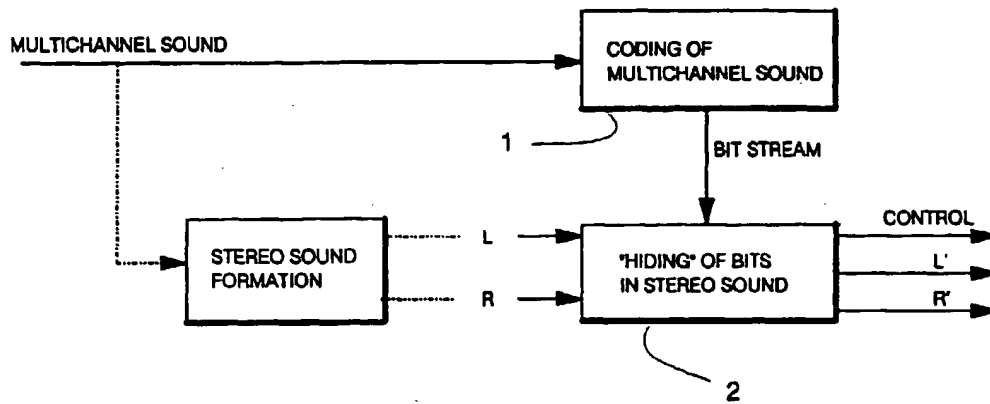 MULTICHANNEL SOUND
CODING OF
MULTICHANNEL SOUND
1
BIT STREAM
STEREO SOUND
FORMATION
L
R
"HIDING" OF BITS
IN STEREO SOUND
CONTROL
L'
R'
2